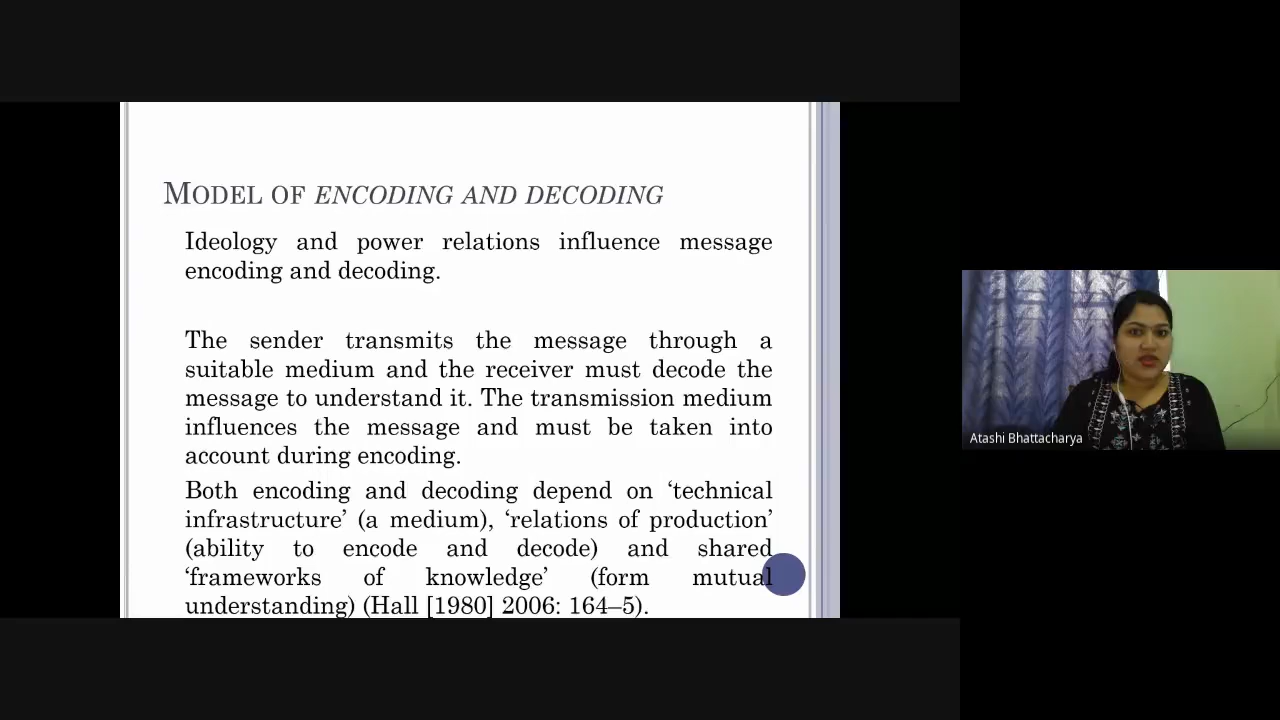 MODEL OF ENCODING AND DECODING
Ideology and power relations influence message
encoding and decoding.
The sender transmits the message through a
suitable medium and the receiver must decode the
message to understand it. The transmission medium
influences the message and must be taken into
account during encoding.
Both encoding and decoding depend on ‘technical
infrastructure’ (a medium), ‘relations of production’
(ability to encode and decode) and shared
‘frameworks of knowledge’ (form mutual
understanding) (Hall [1980] 2006: 164–5).
Atashi Bhattacharya